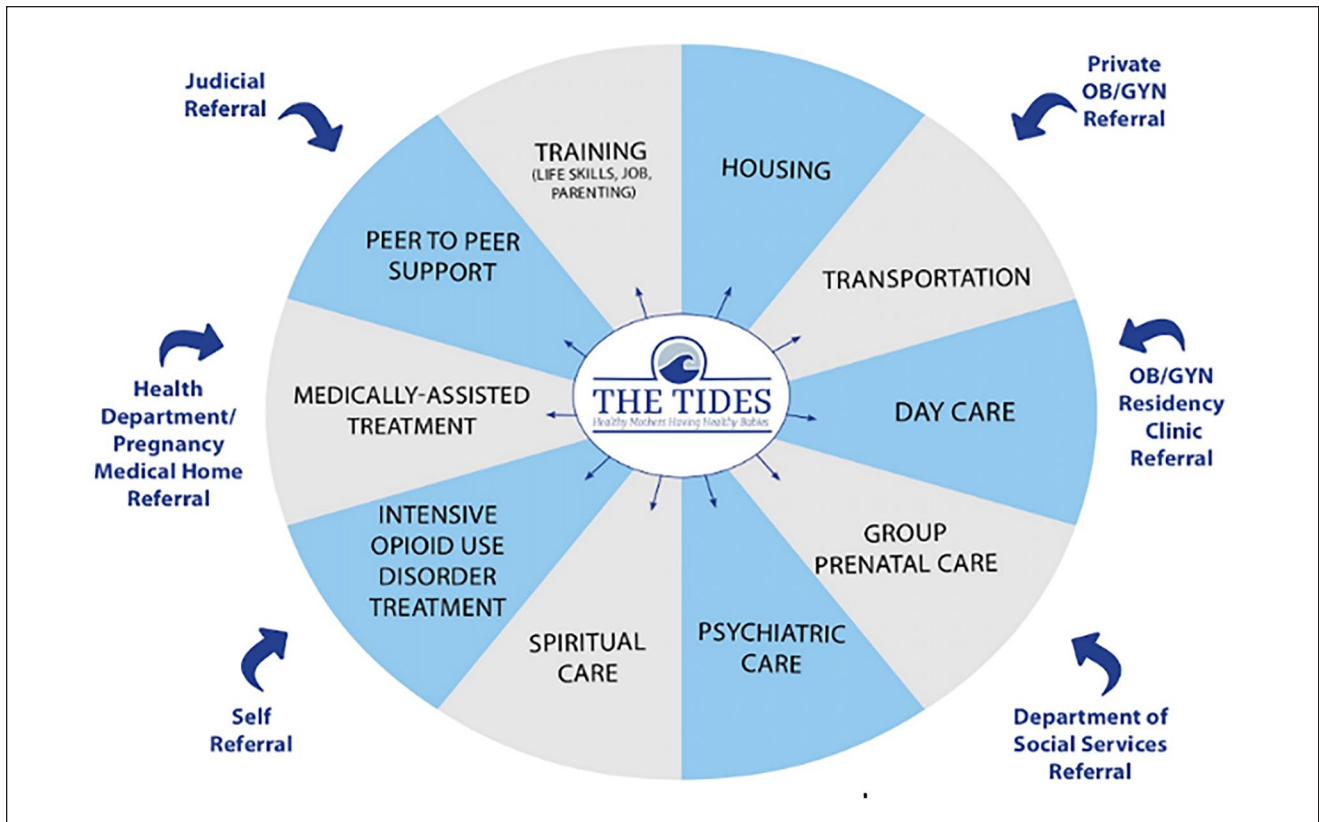 Judicial
Referral
Private
OB/GYN
Referral
TRAINING
(LIFE SKILLS, JOB,
PARENTING)
HOUSING
PEER TO PEER
SUPPORT
TRANSPORTATION
Health
Department/
Pregnancy
Medical Home
Referral
MEDICALLY-ASSISTED
TREATMENT
THE TIDES
Healthy Mothers Having Healthy Babies
DAY CARE
OB/GYN
Residency
Clinic
Referral
INTENSIVE
OPIOID USE
DISORDER
TREATMENT
GROUP
PRENATAL CARE
SPIRITUAL
CARE
PSYCHIATRIC
CARE
Self
Referral
Department of
Social Services
Referral